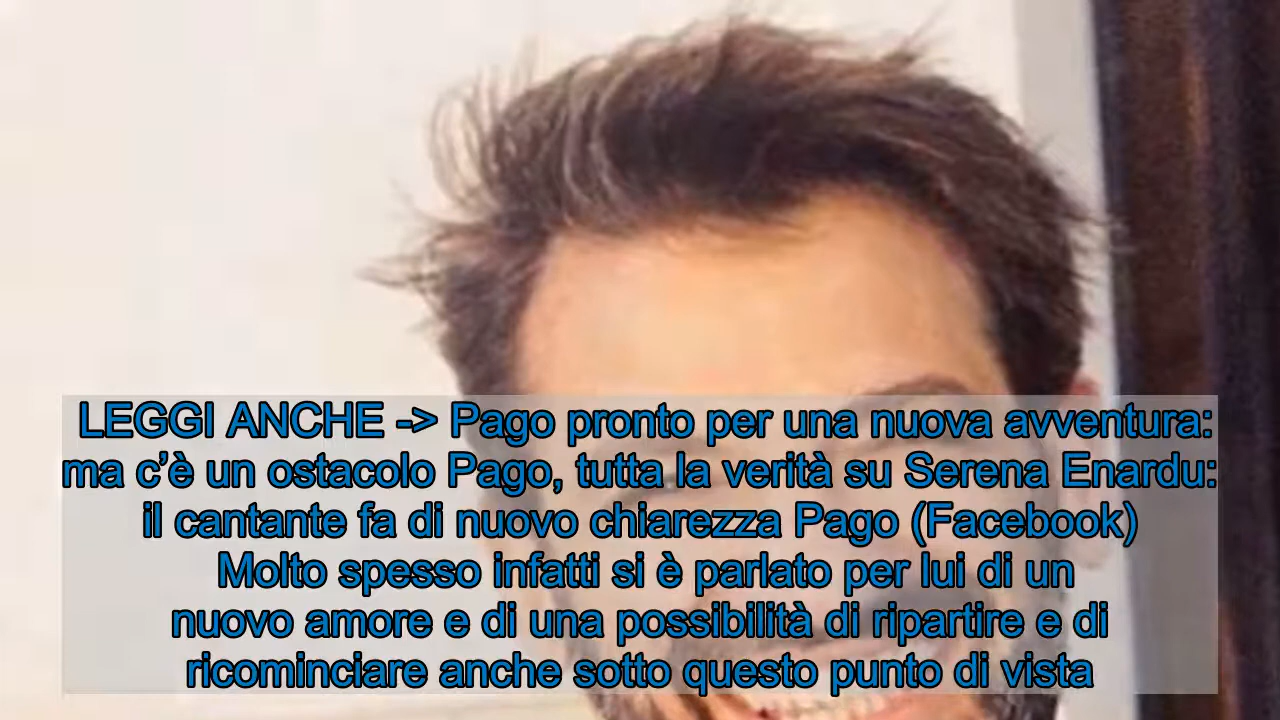 LEGGI ANCHE -> Pago pronto per una nuova avventura:
ma c’è un ostacolo Pago, tutta la verità su Serena Enardu:
il cantante fa di nuovo chiarezza Pago (Facebook)
Molto spesso infatti si è parlato per lui di un
nuovo amore e di una possibilità di ripartire e di
ricominciare anche sotto questo punto di vista